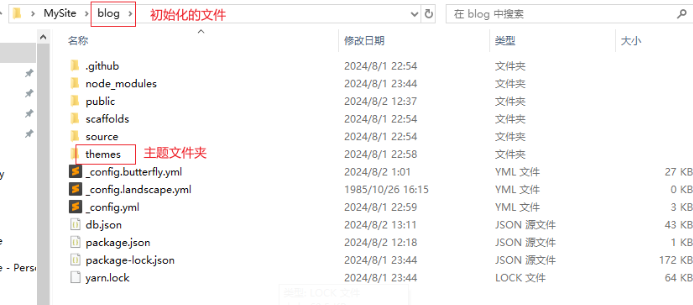 MySite › blog 初始化的文件 在 blog 中搜索
名称 修改日期 类型 大小
.github 2024/8/1 22:54 文件夹
node_modules 2024/8/1 23:44 文件夹
public 2024/8/2 12:37 文件夹
scaffolds 2024/8/1 22:54 文件夹
source 2024/8/1 22:54 文件夹
themes 主题文件夹 2024/8/1 22:58 文件夹
_config.butterfly.yml 2024/8/2 1:01 YML 文件 27 KB
_config.landscape.yml 1985/10/26 16:15 YML 文件 0 KB
_config.yml 2024/8/1 22:59 YML 文件 3 KB
db.json 2024/8/2 13:11 JSON 源文件 43 KB
package.json 2024/8/2 12:18 JSON 源文件 1 KB
package-lock.json 2024/8/1 23:44 JSON 源文件 172 KB
yarn.lock 2024/8/1 23:44 LOCK 文件 64 KB
e - Pers